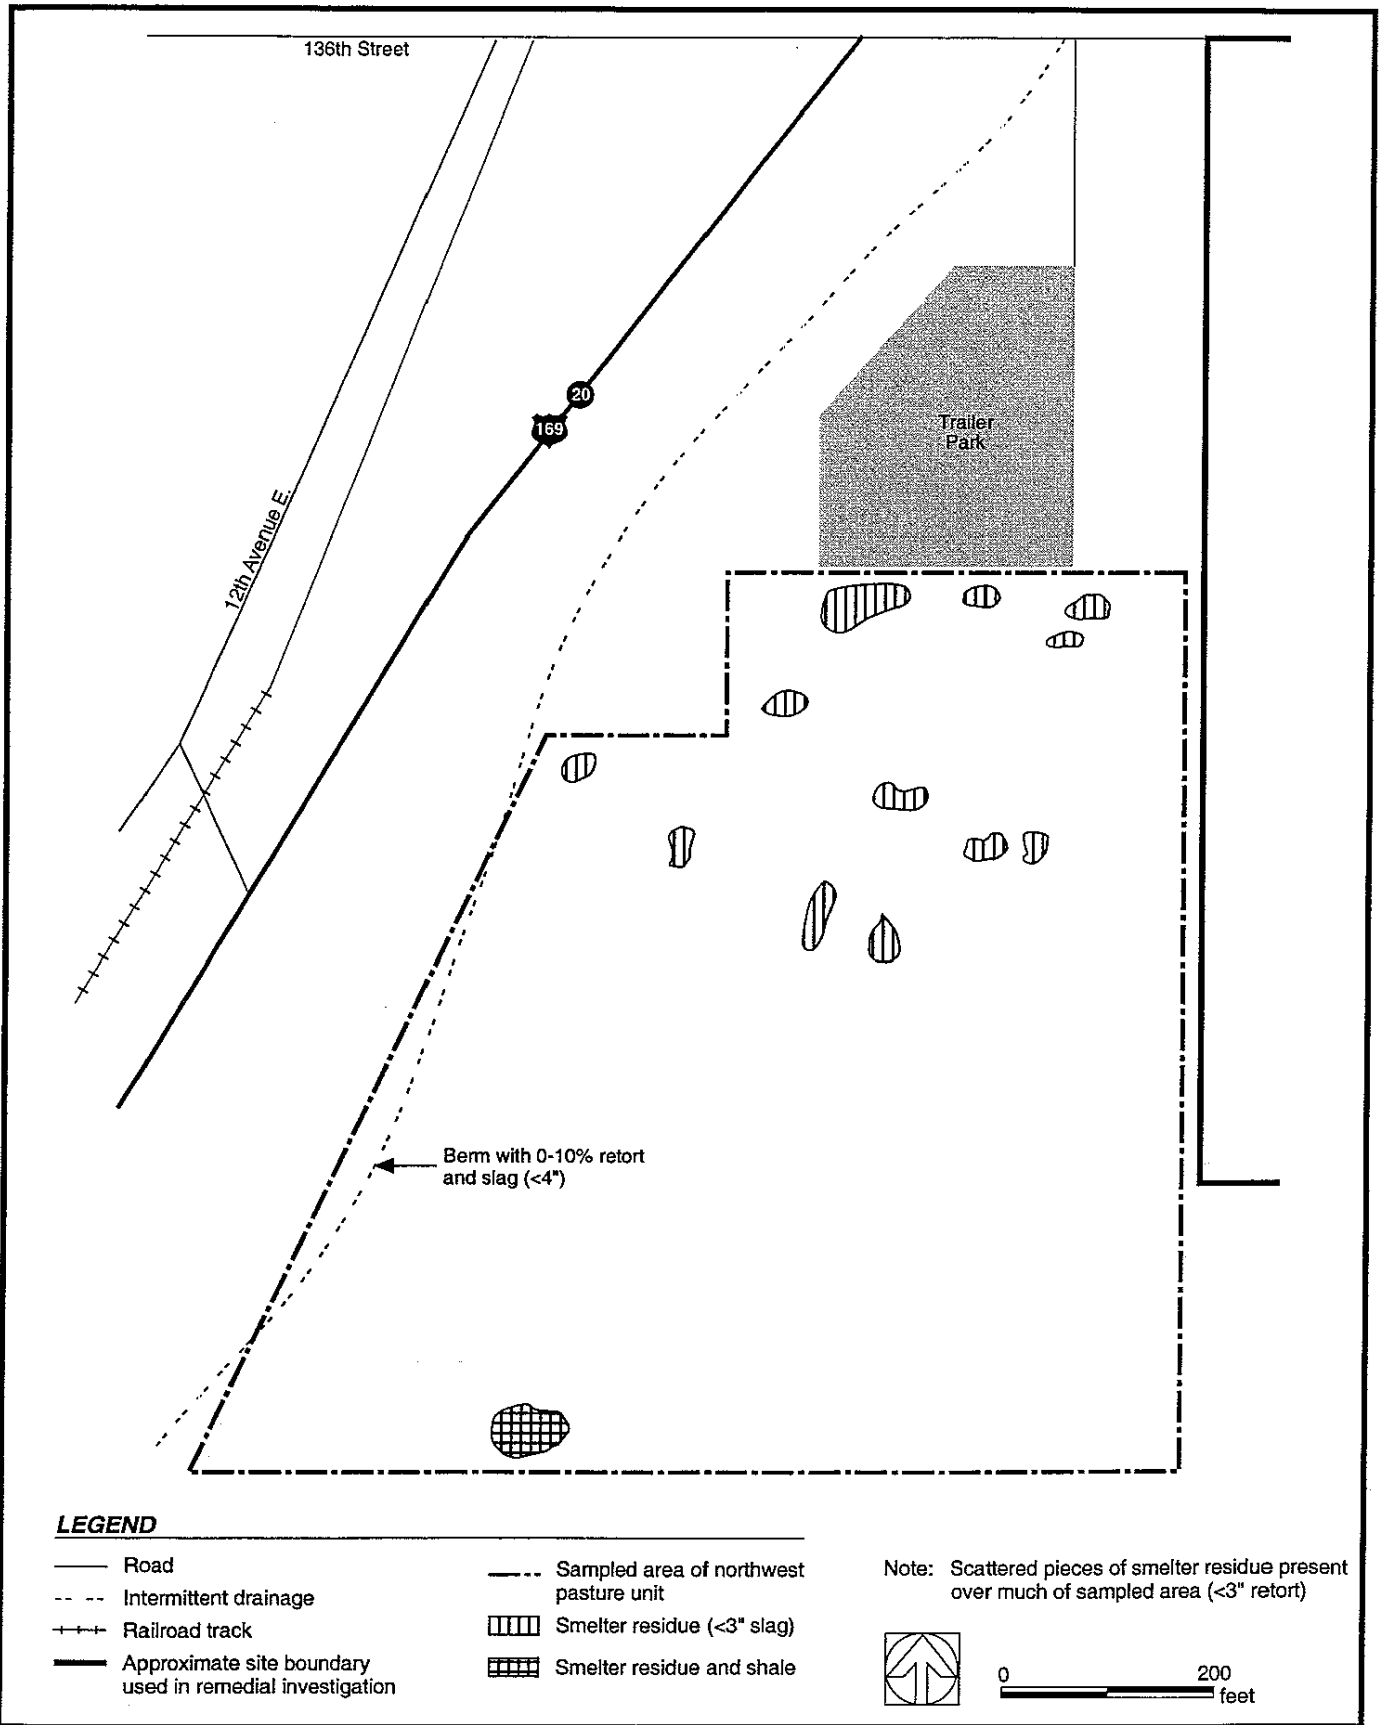 136th Street
20
169
Trailer
Park
12th Avenue E.
Berm with 0-10% retort
and slag (<4")
LEGEND
Road
Intermittent drainage
Railroad track
Approximate site boundary
used in remedial investigation
Sampled area of northwest
pasture unit
Smelter residue (<3" slag)
Smelter residue and shale
Note: Scattered pieces of smelter residue present
over much of sampled area (<3" retort)
0 200
feet